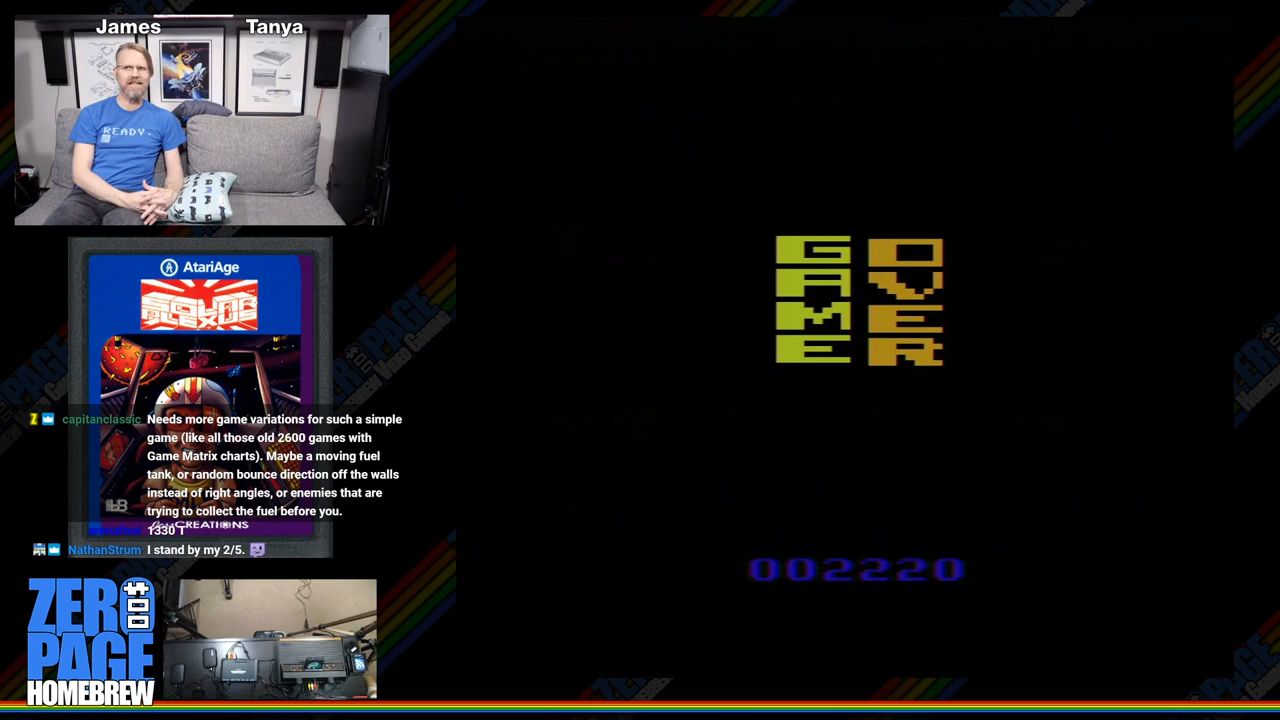 James
Tanya
READY.
AtariAge
SOLAR
PLEXUS
capitanclassic Needs more game variations for such a simple
game (like all those old 2600 games with
Game Matrix charts). Maybe a moving fuel
tank, or random bounce direction off the walls
instead of right angles, or enemies that are
trying to collect the fuel before you.
CREATIONS
1330 T
NathanStrum I stand by my 2/5.
ZERO
PAGE
HOMEBREW
GAME
OVER
002220